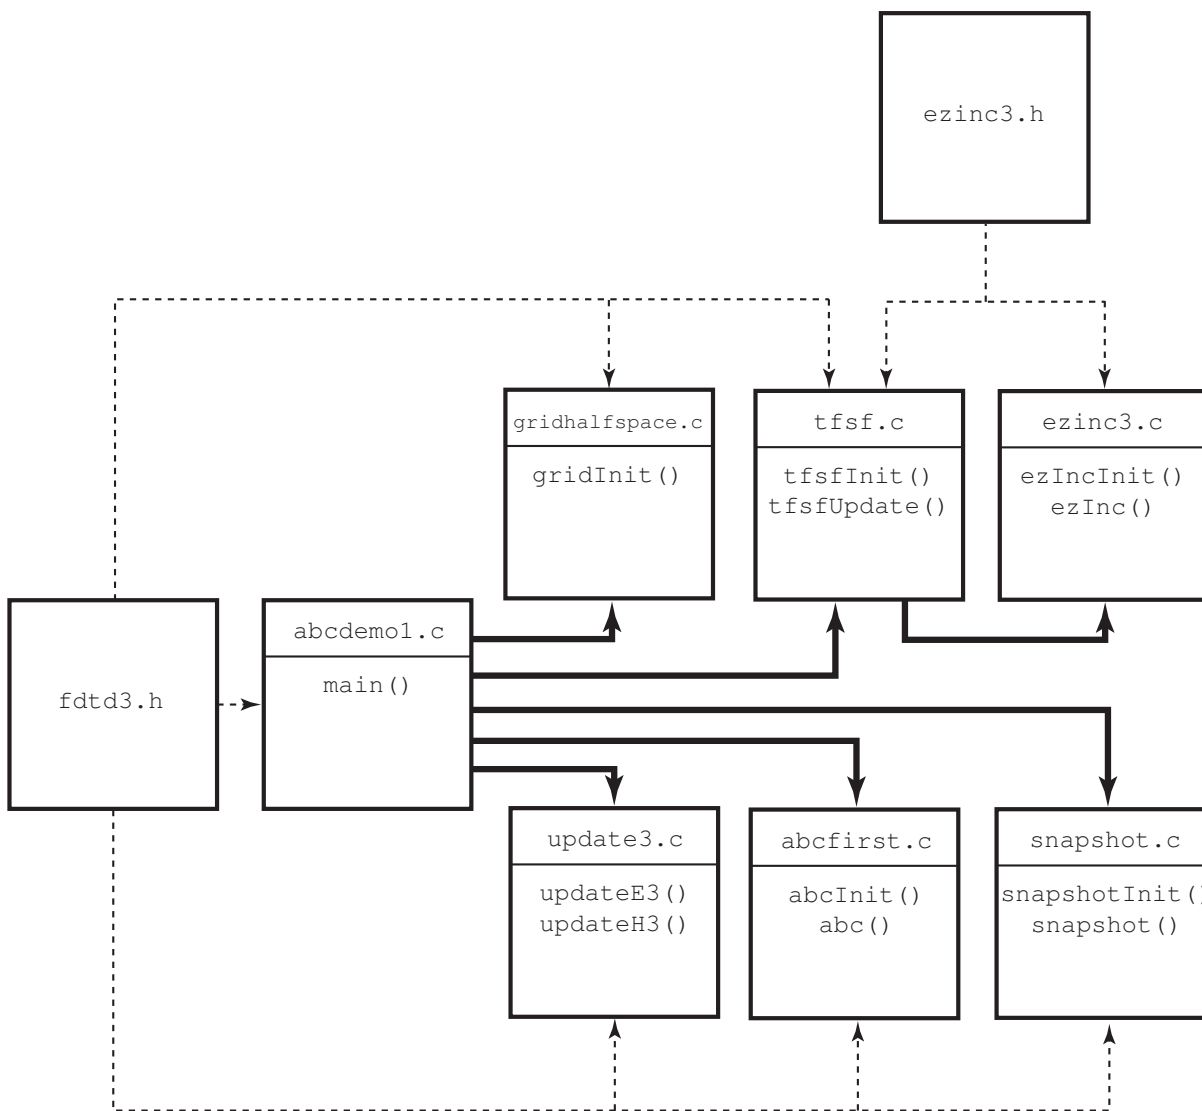 ezinc3.h
gridhalfspace.c
gridInit()
tfsf.c
tfsfInit()
tfsfUpdate()
ezinc3.c
ezIncInit()
ezInc()
fdtd3.h
abcdemo1.c
main()
update3.c
updateE3()
updateH3()
abcfirst.c
abcInit()
abc()
snapshot.c
snapshotInit()
snapshot()